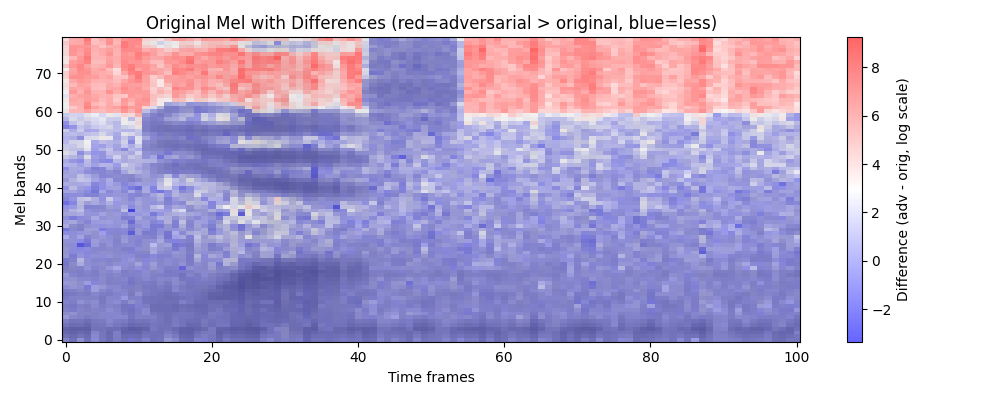 Original Mel with Differences (red=adversarial > original, blue=less)
Mel bands
70
60
50
40
30
20
10
0
0 20 40 60 80 100
Time frames
8
6
4
2
0
−2
Difference (adv - orig, log scale)